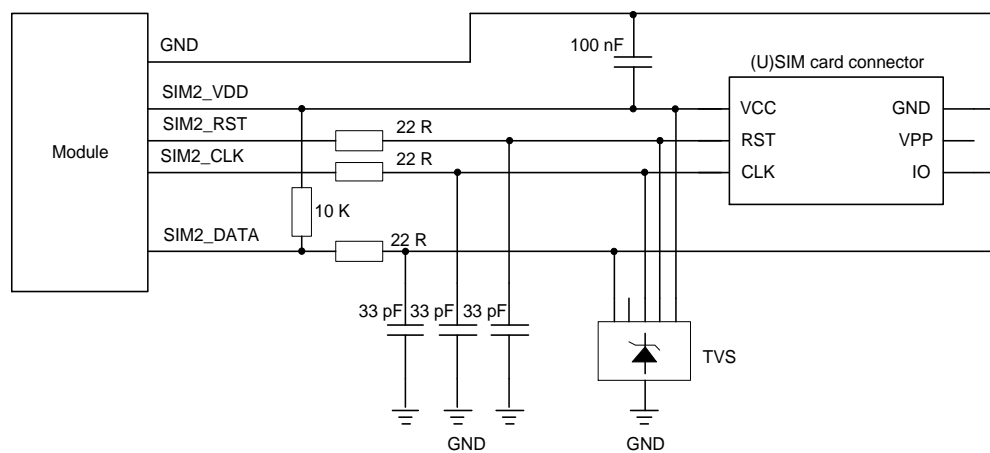 GND
100 nF
(U)SIM card connector
SIM2_VDD
VCC
GND
SIM2_RST
22 R
RST
VPP
Module
SIM2_CLK
22 R
CLK
IO
10 K
SIM2_DATA
22 R
33 pF
33 pF
33 pF
TVS
GND
GND